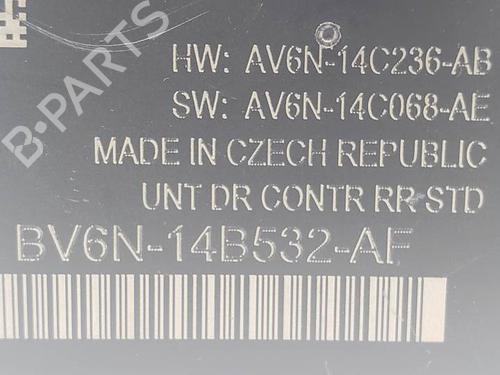 HW: AV6N-14C236-AB
SW: AV6N-14C068-AE
MADE IN CZECH REPUBLIC
UNT DR CONTR RR-STD
BV6N-14B532-AF
B-PARTS